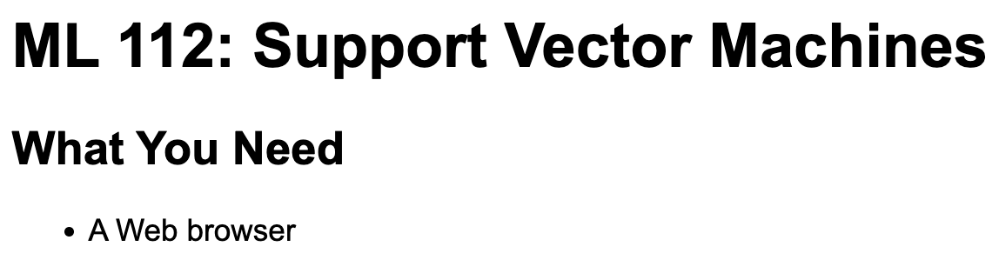 ML 112: Support Vector Machines
What You Need
• A Web browser